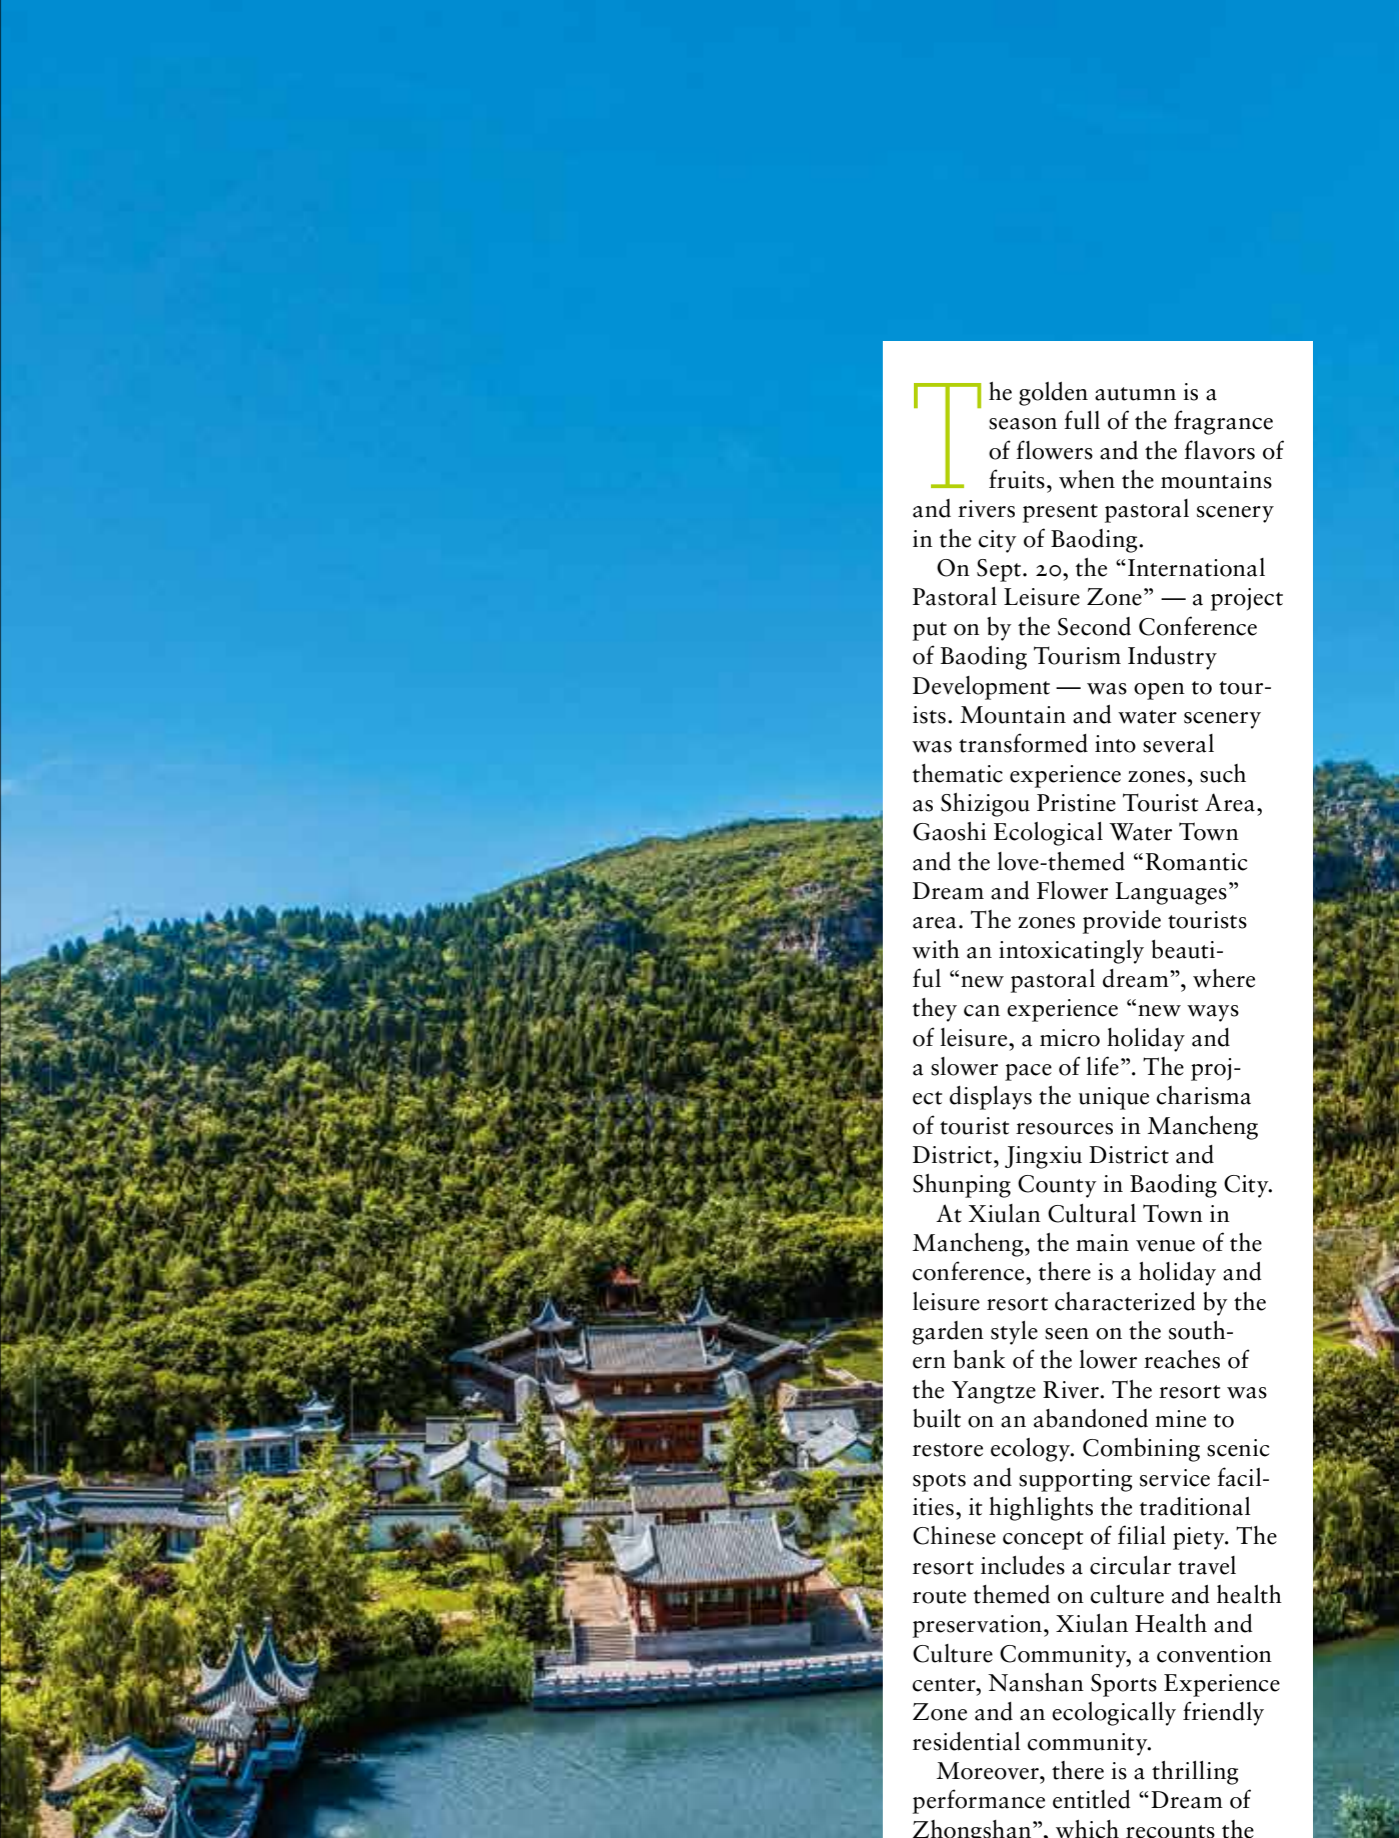 The golden autumn is a
season full of the fragrance
of flowers and the flavors of
fruits, when the mountains
and rivers present pastoral scenery
in the city of Baoding.
On Sept. 20, the “International
Pastoral Leisure Zone” — a project
put on by the Second Conference
of Baoding Tourism Industry
Development — was open to tour-
ists. Mountain and water scenery
was transformed into several
thematic experience zones, such
as Shizigou Pristine Tourist Area,
Gaoshi Ecological Water Town
and the love-themed “Romantic
Dream and Flower Languages”
area. The zones provide tourists
with an intoxicatingly beauti-
ful “new pastoral dream”, where
they can experience “new ways
of leisure, a micro holiday and
a slower pace of life”. The proj-
ect displays the unique charisma
of tourist resources in Mancheng
District, Jingxiu District and
Shunping County in Baoding City.
At Xiulan Cultural Town in
Mancheng, the main venue of the
conference, there is a holiday and
leisure resort characterized by the
garden style seen on the south-
ern bank of the lower reaches of
the Yangtze River. The resort was
built on an abandoned mine to
restore ecology. Combining scenic
spots and supporting service facil-
ities, it highlights the traditional
Chinese concept of filial piety. The
resort includes a circular travel
route themed on culture and health
preservation, Xiulan Health and
Culture Community, a convention
center, Nanshan Sports Experience
Zone and an ecologically friendly
residential community.
Moreover, there is a thrilling
performance entitled “Dream of
Zhongshan”, which recounts the